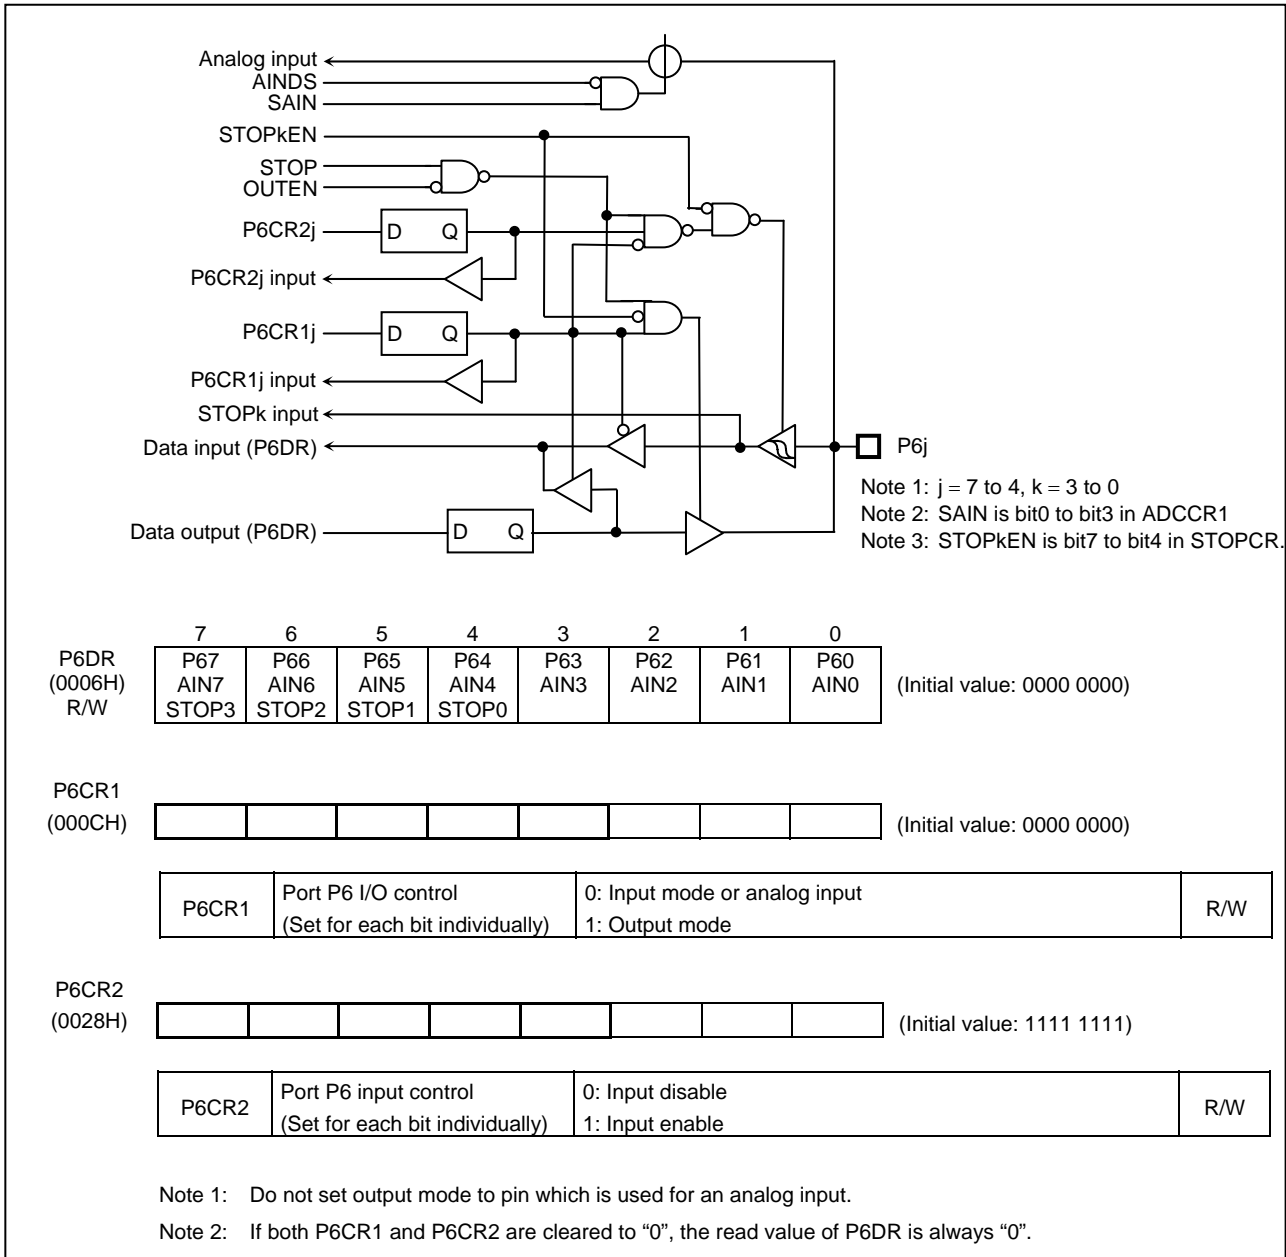 Analog input
AINDS
SAIN
STOPkEN
STOP
OUTEN
P6CR2j
D Q
P6CR2j input
P6CR1j
D Q
P6CR1j input
STOPk input
Data input (P6DR)
P6j
Note 1: j = 7 to 4, k = 3 to 0
Note 2: SAIN is bit0 to bit3 in ADCCR1
Data output (P6DR)
D Q
Note 3: STOPkEN is bit7 to bit4 in STOPCR.
7 6 5 4 3 2 1 0
P6DR P67 P66 P65 P64 P63 P62 P61 P60
(0006H) AIN7 AIN6 AIN5 AIN4 AIN3 AIN2 AIN1 AIN0 (Initial value: 0000 0000)
R/W STOP3 STOP2 STOP1 STOP0
P6CR1
(000CH) (Initial value: 0000 0000)
P6CR1 Port P6 I/O control 0: Input mode or analog input R/W
(Set for each bit individually) 1: Output mode
P6CR2
(0028H) (Initial value: 1111 1111)
P6CR2 Port P6 input control 0: Input disable R/W
(Set for each bit individually) 1: Input enable
Note 1: Do not set output mode to pin which is used for an analog input.
Note 2: If both P6CR1 and P6CR2 are cleared to “0”, the read value of P6DR is always “0”.